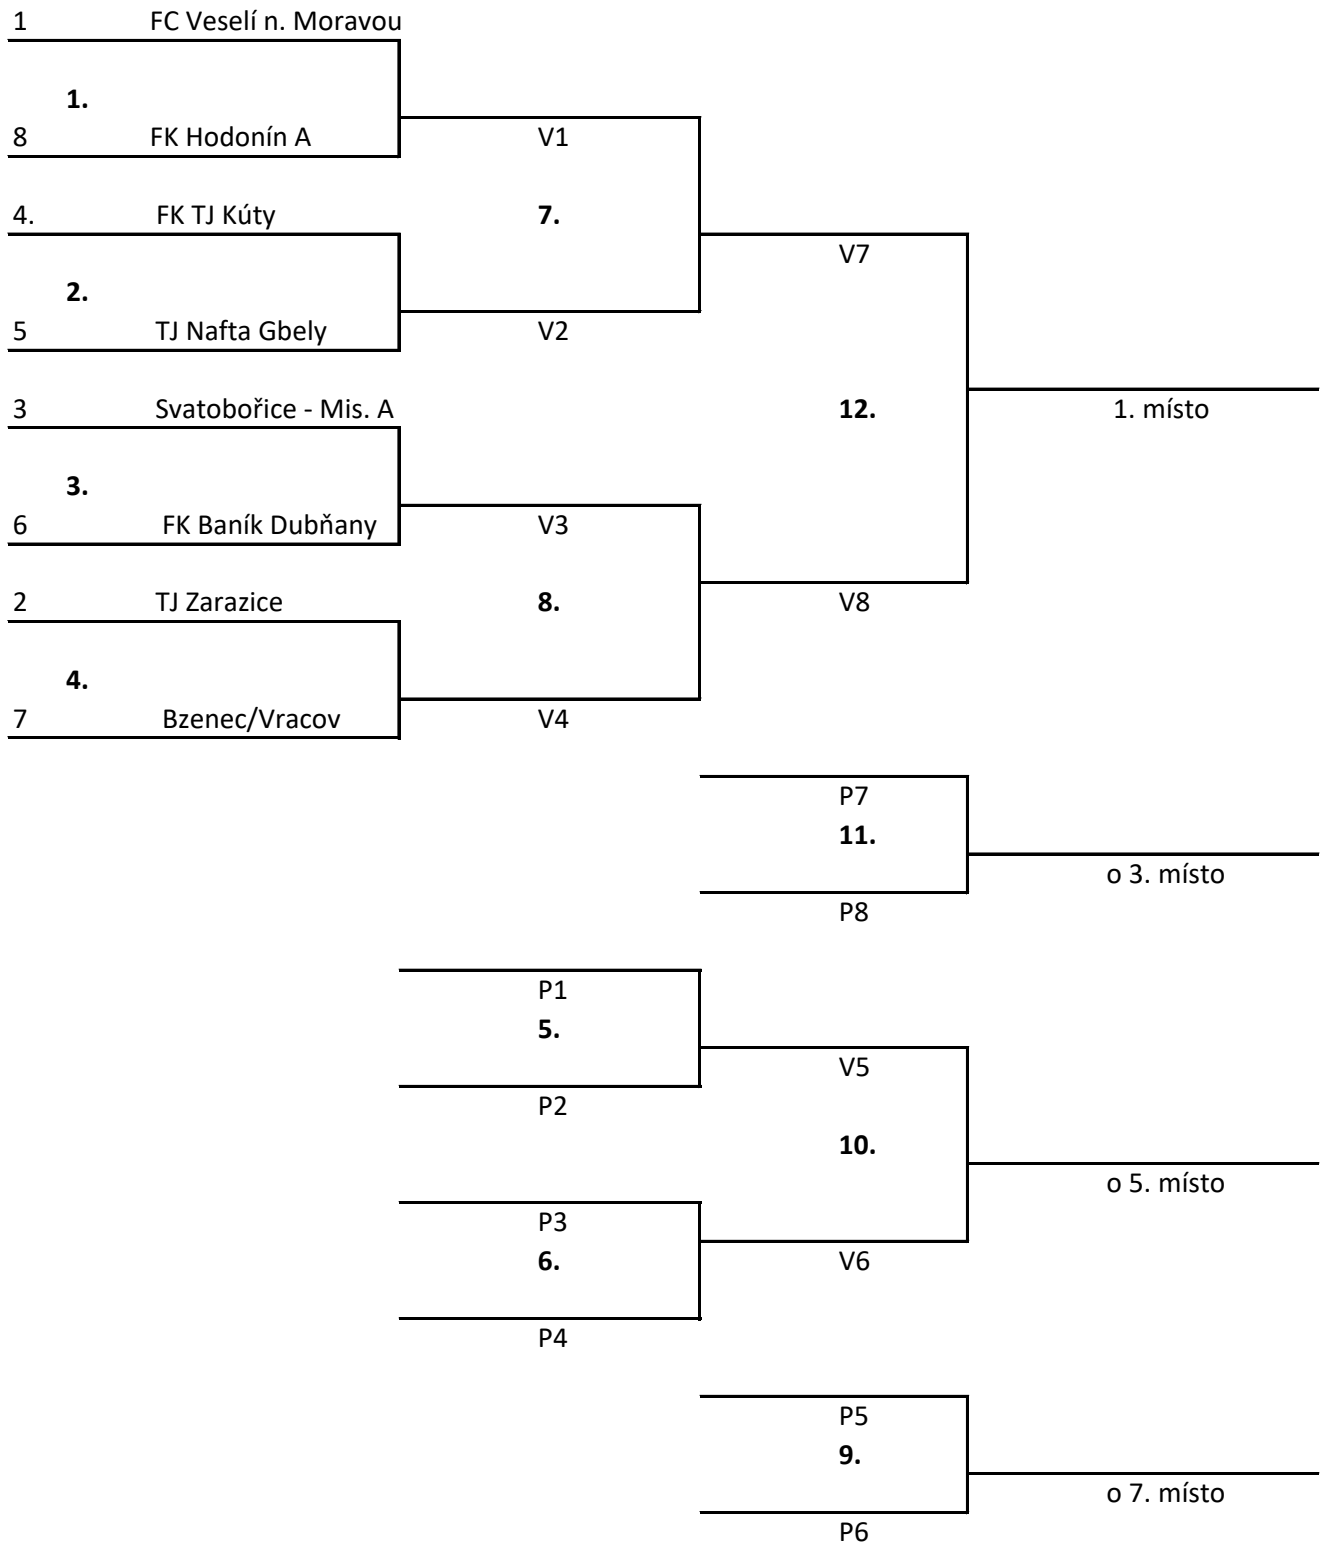 1 FC Veselí n. Moravou
1.
8 FK Hodonín A V1
4. FK TJ Kúty 7.
V7
2.
5 TJ Nafta Gbely V2
3 Svatobořice - Mis. A 12. 1. místo
3.
6 FK Baník Dubňany V3
2 TJ Zarazice 8. V8
4.
7 Bzenec/Vracov V4
P7
11.
o 3. místo
P8
P1
5.
V5
P2
10.
o 5. místo
P3
6. V6
P4
P5
9.
o 7. místo
P6